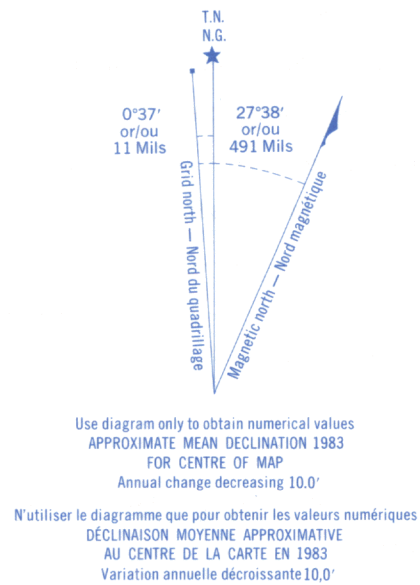 T.N.
N.G.
0°37′
or/ou
11 Mils
27°38′
or/ou
491 Mils
Grid north — Nord du quadrillage
Magnetic north — Nord magnétique
Use diagram only to obtain numerical values
APPROXIMATE MEAN DECLINATION 1983
FOR CENTRE OF MAP
Annual change decreasing 10.0′
N'utiliser le diagramme que pour obtenir les valeurs numériques
DÉCLINAISON MOYENNE APPROXIMATIVE
AU CENTRE DE LA CARTE EN 1983
Variation annuelle décroissante 10,0′